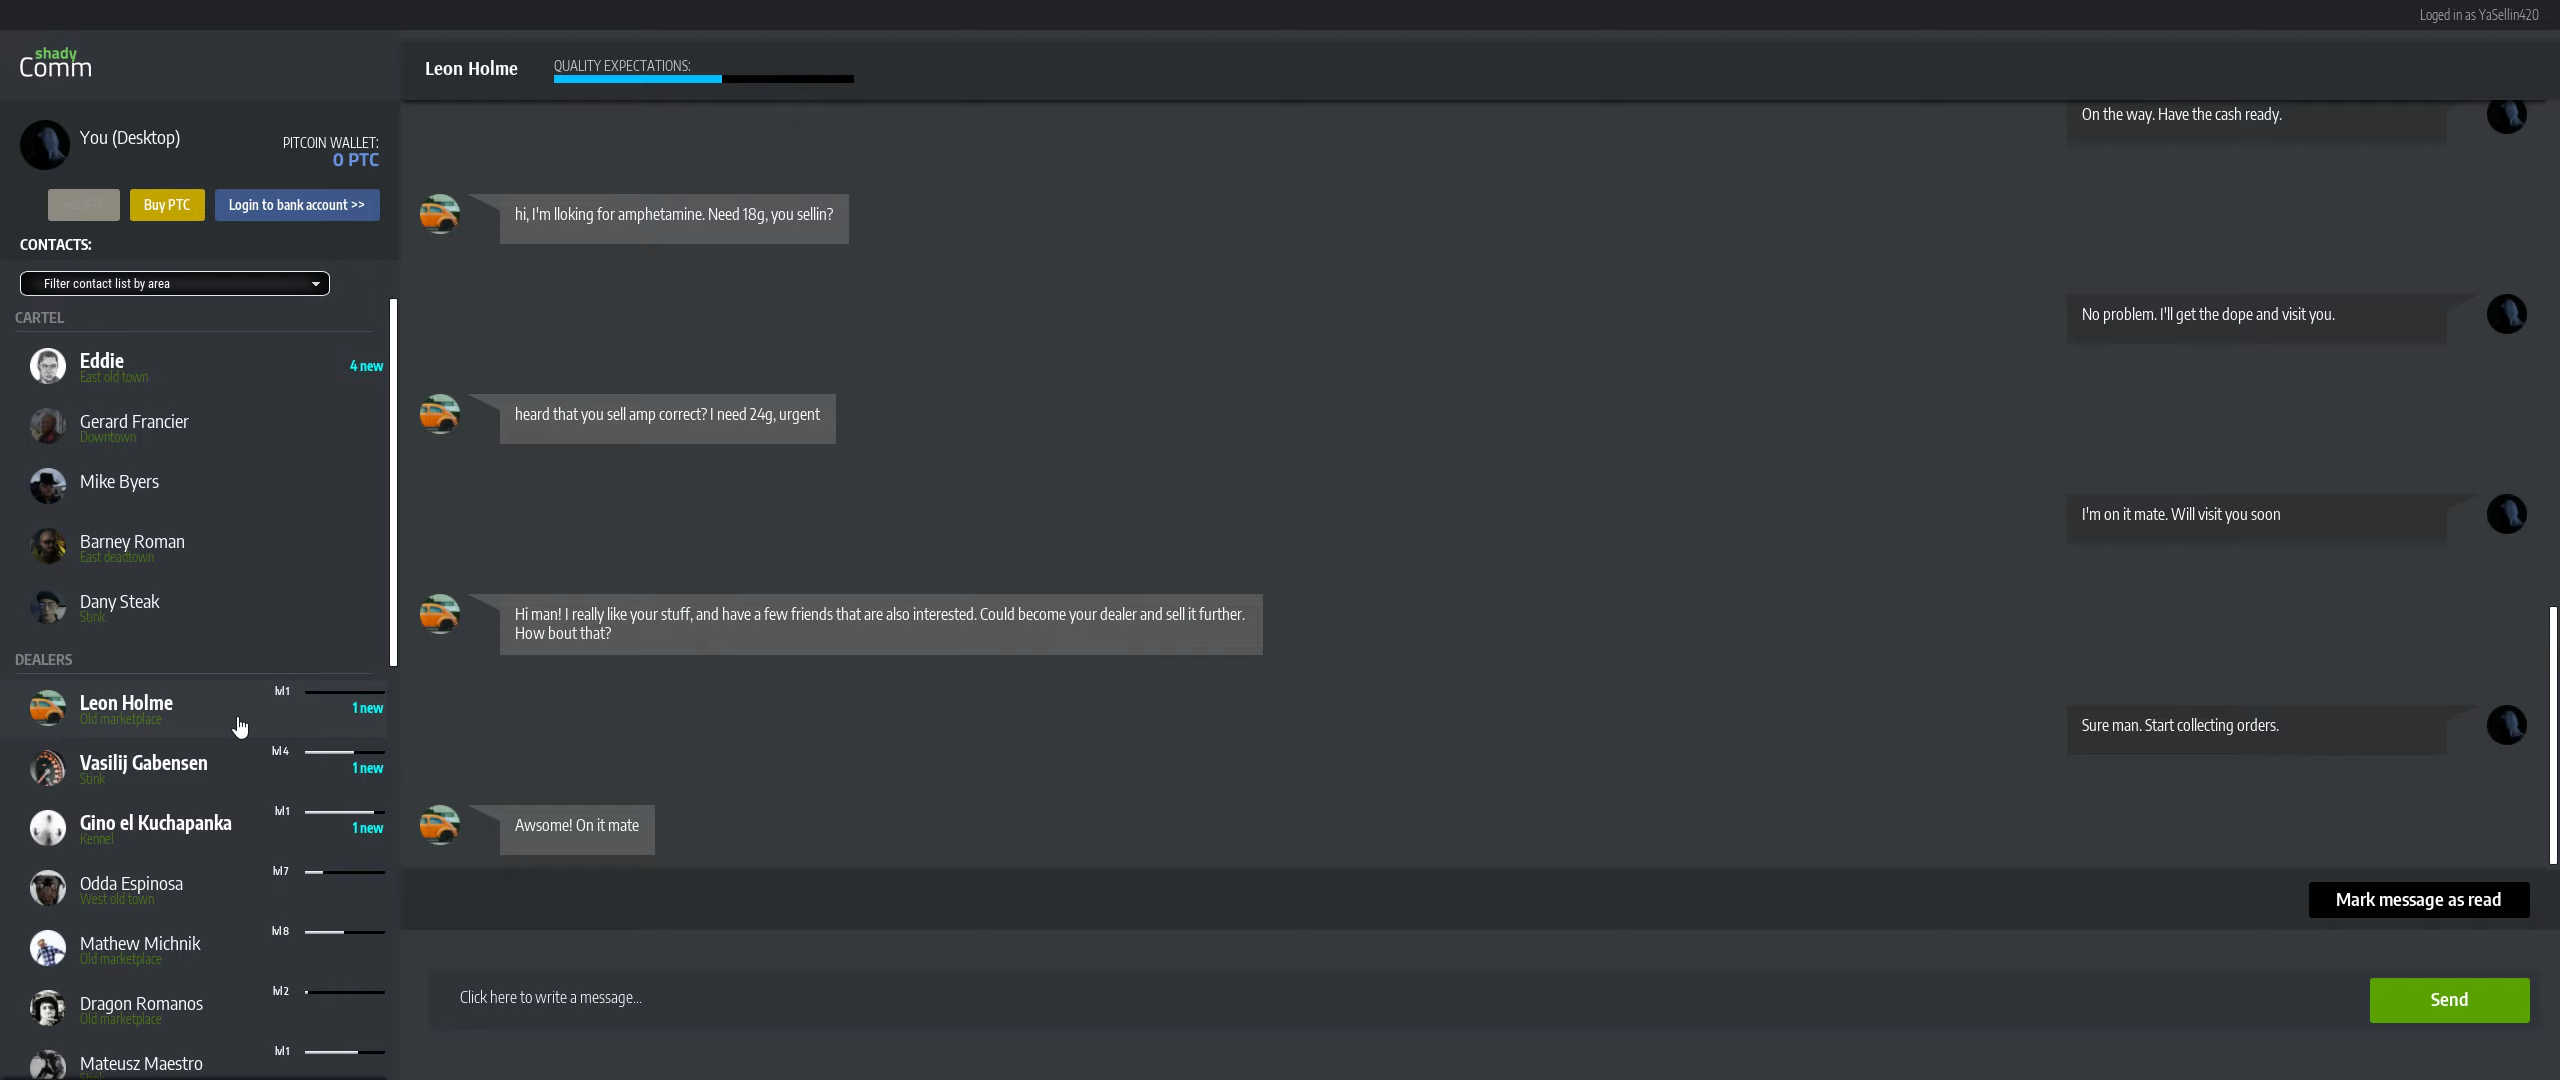 Loged in as YaSellin420
shady
Comm
Leon Holme
QUALITY EXPECTATIONS:
You (Desktop)
PITCOIN WALLET:
0 PTC
Buy PTC
Login to bank account >>
CONTACTS:
Filter contact list by area
CARTEL
Eddie
East old town
4 new
Gerard Francier
Downtown
Mike Byers
Barney Roman
East deadtown
Dany Steak
Stink
DEALERS
Leon Holme
Old marketplace
lvl 1
1 new
Vasilij Gabensen
Stink
lvl 4
1 new
Gino el Kuchapanka
Kennel
lvl 1
1 new
Odda Espinosa
West old town
lvl 7
Mathew Michnik
Old marketplace
lvl 8
Dragon Romanos
Old marketplace
lvl 2
Mateusz Maestro
lvl 1
On the way. Have the cash ready.
hi, I'm lloking for amphetamine. Need 18g, you sellin?
No problem. I'll get the dope and visit you.
heard that you sell amp correct? I need 24g, urgent
I'm on it mate. Will visit you soon
Hi man! I really like your stuff, and have a few friends that are also interested. Could become your dealer and sell it further.
How bout that?
Sure man. Start collecting orders.
Awsome! On it mate
Mark message as read
Click here to write a message...
Send